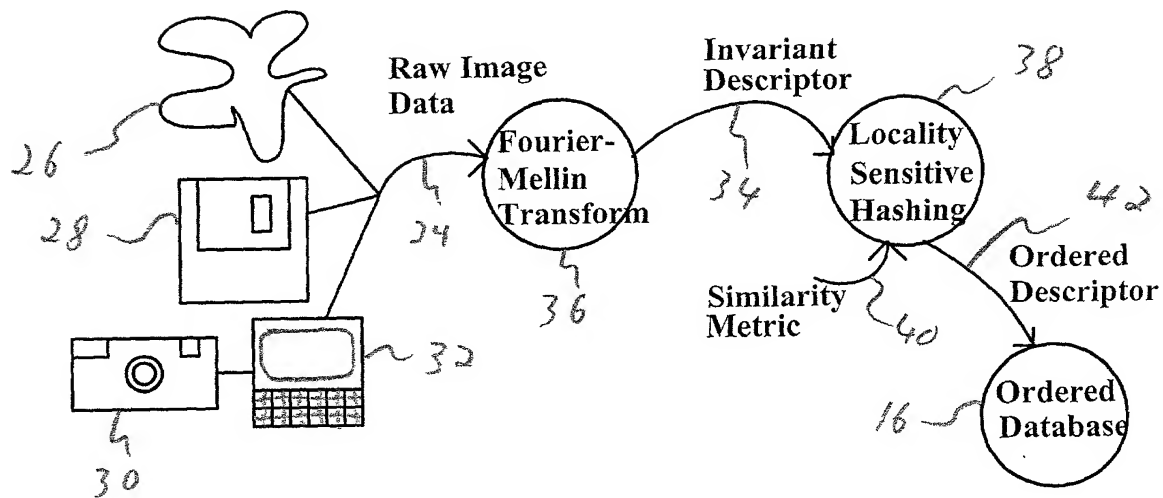 Raw Image
Data
Invariant
Descriptor
38
26
Fourier-
Mellin
Transform
Locality
Sensitive
Hashing
34
42
28
24
36
Similarity
Metric
40
Ordered
Descriptor
32
30
16
Ordered
Database